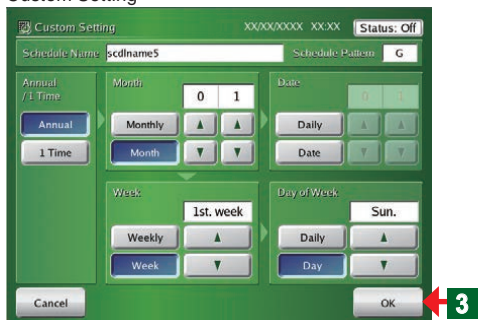 Custom Setting
Custom Setting XX/XX/XXXX XX:XX Status: Off
Schedule Name scdlname5 Schedule Pattern G
Annual
/1 Time
Annual
1 Time
Month
0 1
Monthly
Month
Date
0 1
Daily
Date
Week
1st. week
Weekly
Week
Day of Week
Sun.
Daily
Day
Cancel
OK
3